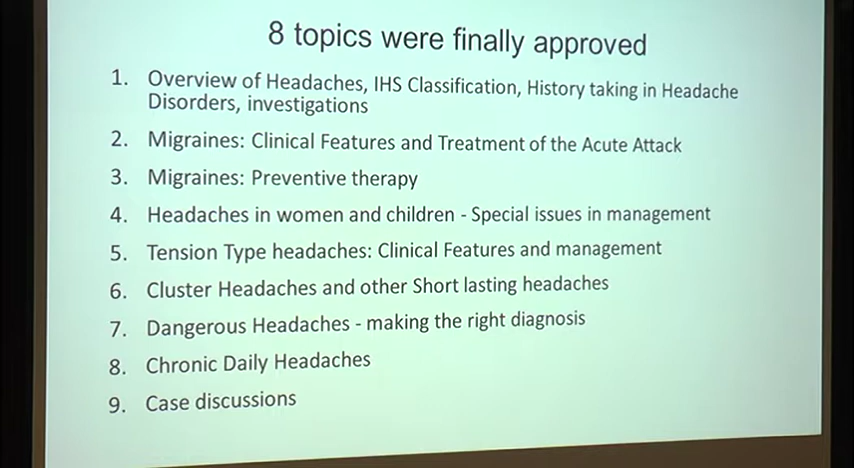 8 topics were finally approved
1. Overview of Headaches, IHS Classification, History taking in Headache
Disorders, investigations
2. Migraines: Clinical Features and Treatment of the Acute Attack
3. Migraines: Preventive therapy
4. Headaches in women and children - Special issues in management
5. Tension Type headaches: Clinical Features and management
6. Cluster Headaches and other Short lasting headaches
7. Dangerous Headaches - making the right diagnosis
8. Chronic Daily Headaches
9. Case discussions